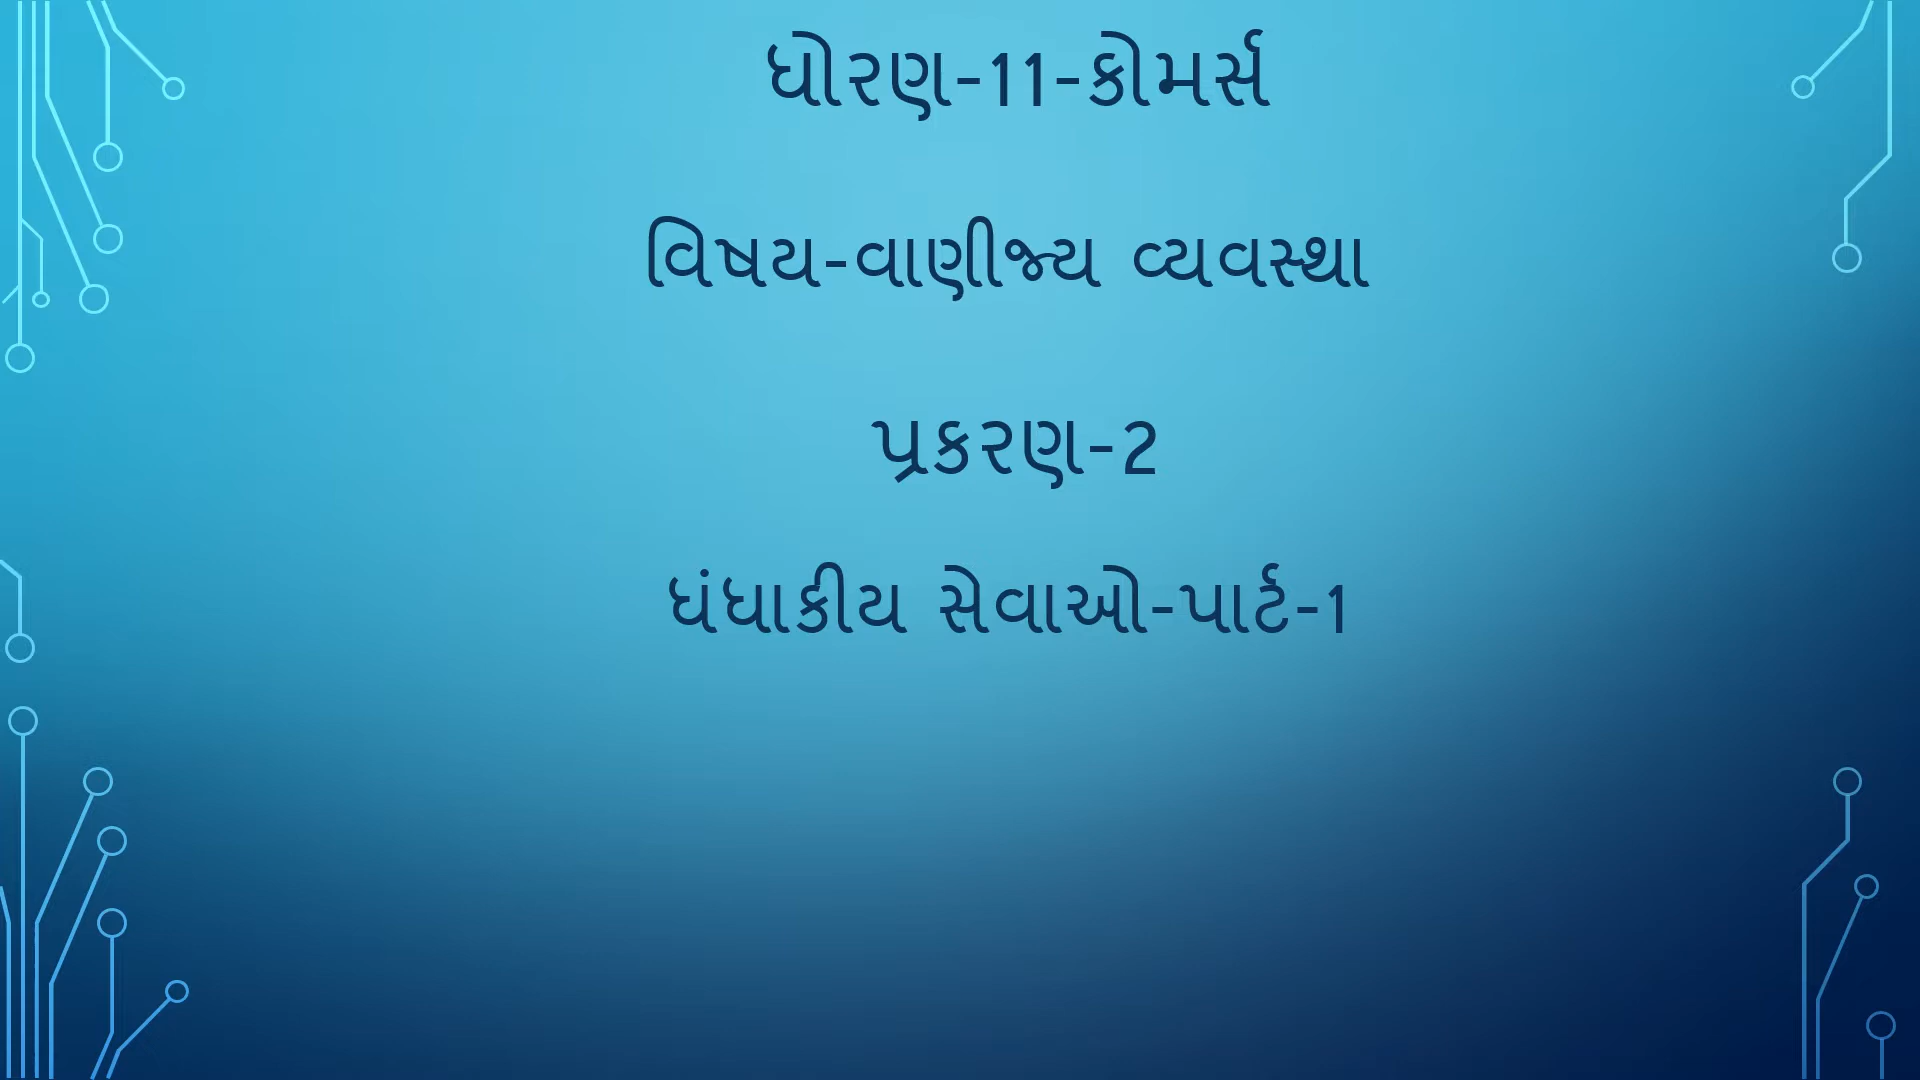 ધોરણ-11-કોમર્સ
વિષય-વાણીજ્ય વ્યવસ્થા
પ્રકરણ-2
ધંધાકીય સેવાઓ-પાર્ટ-1